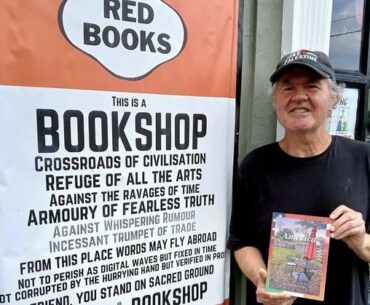 RED
BOOKS
THIS IS A
BOOKSHOP
CROSSROADS OF CIVILISATION
REFUGE OF ALL THE ARTS
AGAINST THE RAVAGES OF TIME
ARMOURY OF FEARLESS TRUTH
AGAINST WHISPERING RUMOUR
INCESSANT TRUMPET OF TRADE
FROM THIS PLACE WORDS MAY FLY ABROAD
NOT TO PERISH AS DIGITAL WAVES BUT FIXED IN TIME
NOT CORRUPTED BY THE HURRYING HAND BUT VERIFIED IN PRO
FRIEND, YOU STAND ON SACRED GROUND
BOOKSHOP
PALESTINE
America